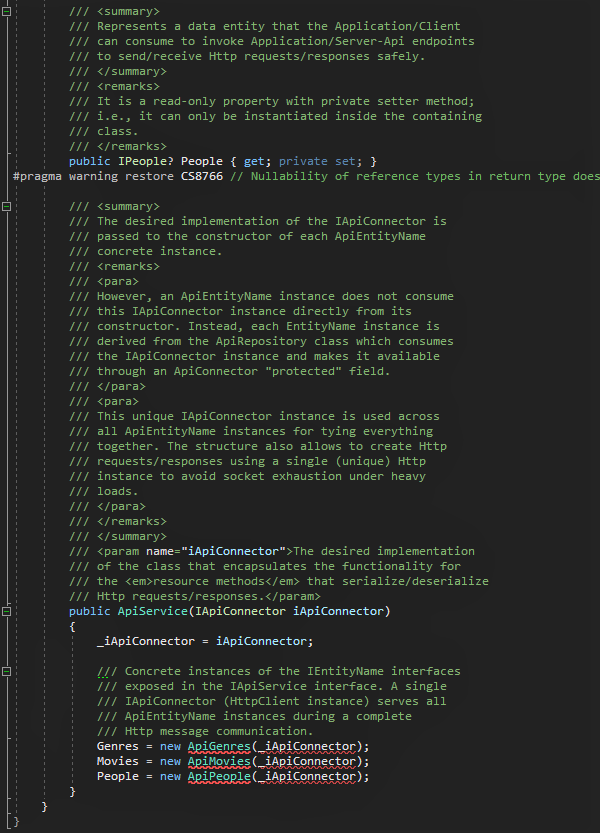 /// <summary>
/// Represents a data entity that the Application/Client
/// can consume to invoke Application/Server-Api endpoints
/// to send/receive Http requests/responses safely.
/// </summary>
/// <remarks>
/// It is a read-only property with private setter method;
/// i.e., it can only be instantiated inside the containing
/// class.
/// </remarks>
public IPeople? People { get; private set; }
#pragma warning restore CS8766 // Nullability of reference types in return type does
/// <summary>
/// The desired implementation of the IApiConnector is
/// passed to the constructor of each ApiEntityName
/// concrete instance.
/// <remarks>
/// <para>
/// However, an ApiEntityName instance does not consume
/// this IApiConnector instance directly from its
/// constructor. Instead, each EntityName instance is
/// derived from the ApiRepository class which consumes
/// the IApiConnector instance and makes it available
/// through an ApiConnector "protected" field.
/// </para>
/// <para>
/// This unique IApiConnector instance is used across
/// all ApiEntityName instances for tying everything
/// together. The structure also allows to create Http
/// requests/responses using a single (unique) Http
/// instance to avoid socket exhaustion under heavy
/// loads.
/// </para>
/// </remarks>
/// </summary>
/// <param name="iApiConnector">The desired implementation
/// of the class that encapsulates the functionality for
/// the <em>resource methods</em> that serialize/deserialize
/// Http requests/responses.</param>
public ApiService(IApiConnector iApiConnector)
{
_iApiConnector = iApiConnector;
/// Concrete instances of the IEntityName interfaces
/// exposed in the IApiService interface. A single
/// IApiConnector (HttpClient instance) serves all
/// ApiEntityName instances during a complete
/// Http message communication.
Genres = new ApiGenres(_iApiConnector);
Movies = new ApiMovies(_iApiConnector);
People = new ApiPeople(_iApiConnector);
}
}
}